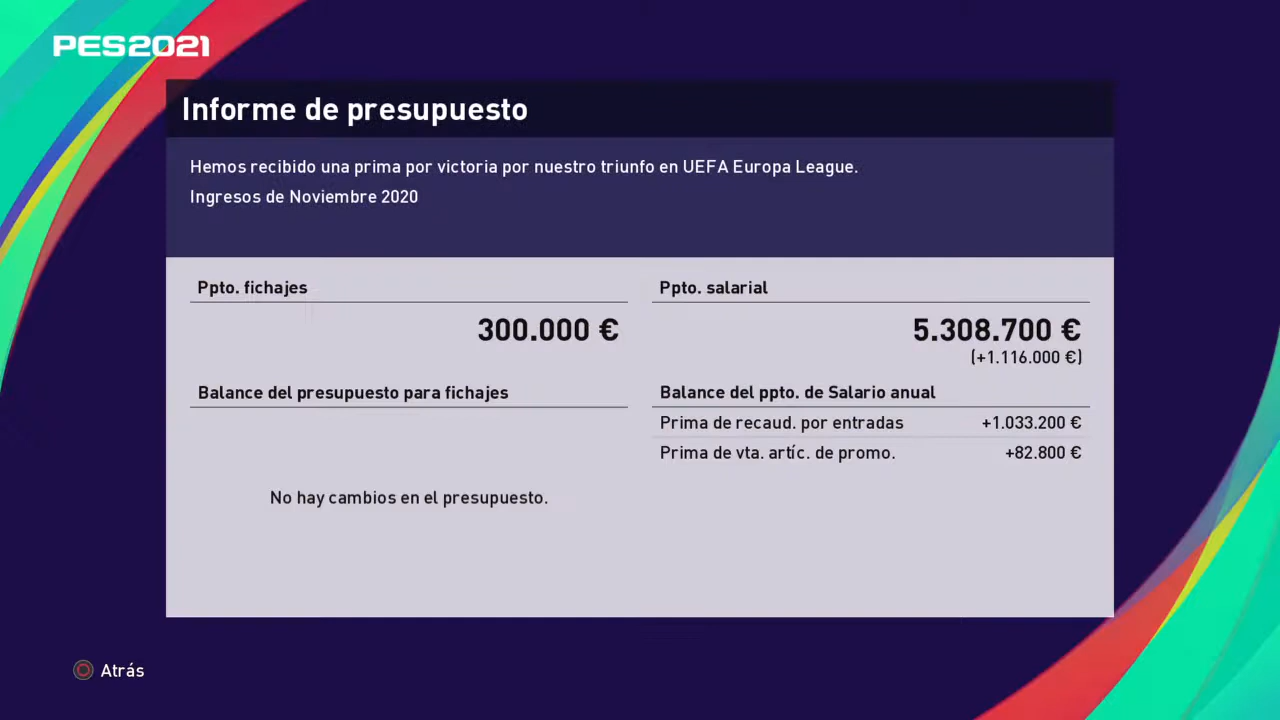 PES2021
Informe de presupuesto
Hemos recibido una prima por victoria por nuestro triunfo en UEFA Europa League.
Ingresos de Noviembre 2020
Ppto. fichajes
300.000 €
Balance del presupuesto para fichajes
No hay cambios en el presupuesto.
Ppto. salarial
5.308.700 €
(+1.116.000 €)
Balance del ppto. de Salario anual
Prima de recaud. por entradas +1.033.200 €
Prima de vta. artíc. de promo. +82.800 €
Atrás